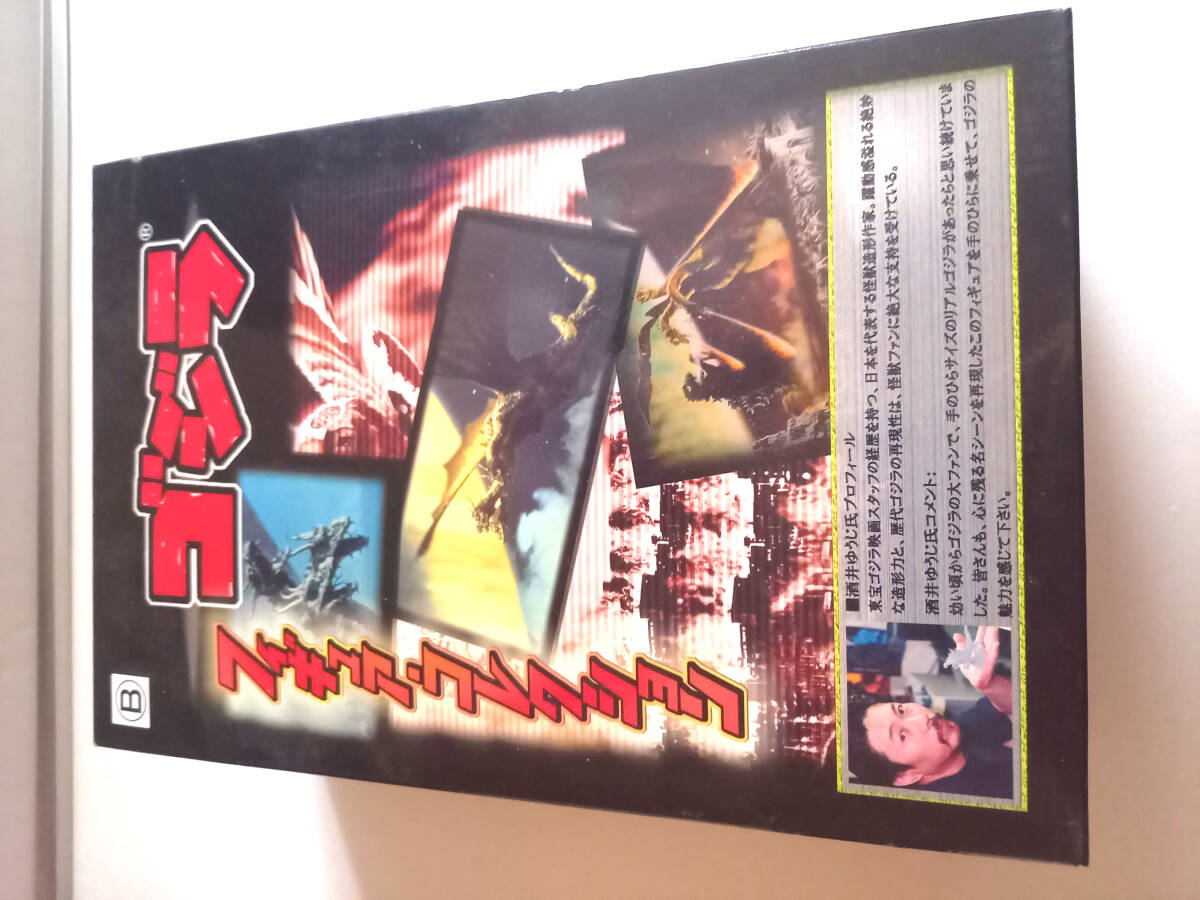 B
ゴジラ
®
フィギュア
コレクション
■酒井ゆうじ氏プロフィール
東宝ゴジラ映画スタッフの経歴を持つ、日本を代表する怪獣造形作家。躍動感溢れる絶妙
な造形力と、歴代ゴジラの再現性は、怪獣ファンに絶大な支持を受けている。
酒井ゆうじ氏コメント:
幼い頃からゴジラの大ファンで、手のひらサイズのリアルゴジラがあったらと思い続けていま
した。皆さんも、心に残る名シーンを再現したこのフィギュアを手のひらに乗せて、ゴジラの
魅力を感じて下さい。